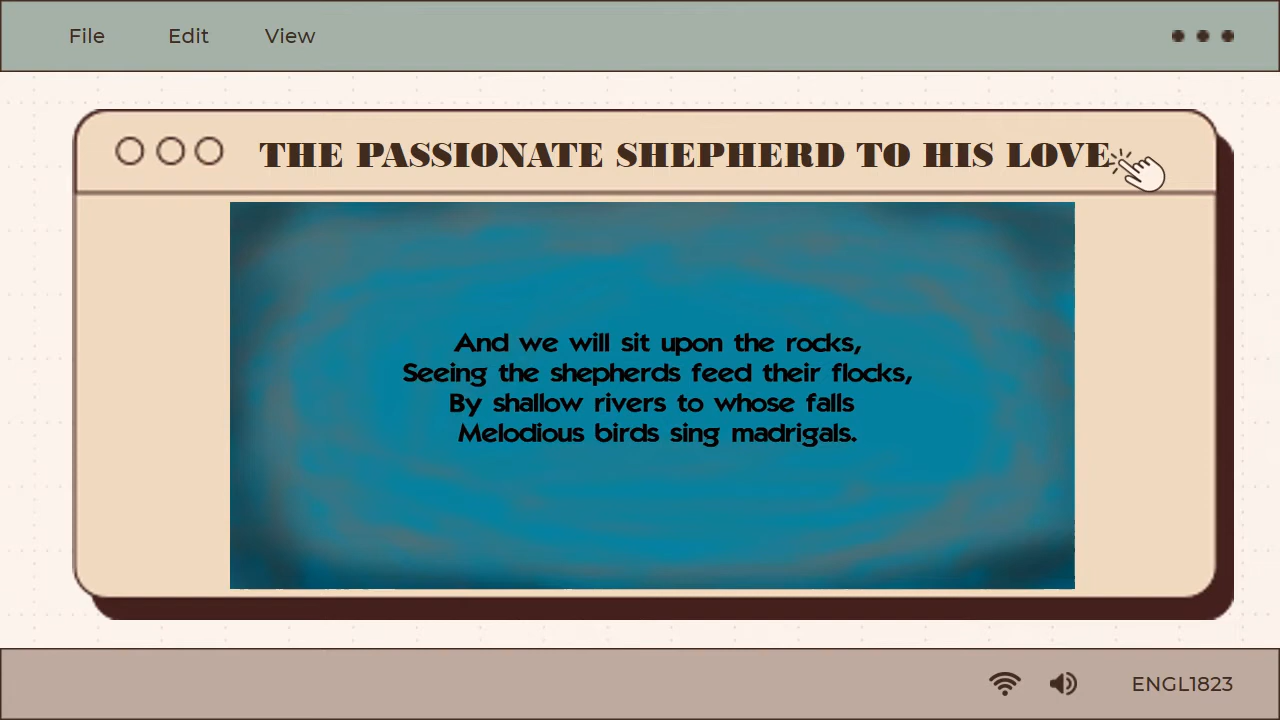 File Edit View
THE PASSIONATE SHEPHERD TO HIS LOVE
And we will sit upon the rocks,
Seeing the shepherds feed their flocks,
By shallow rivers to whose falls
Melodious birds sing madrigals.
ENGL1823